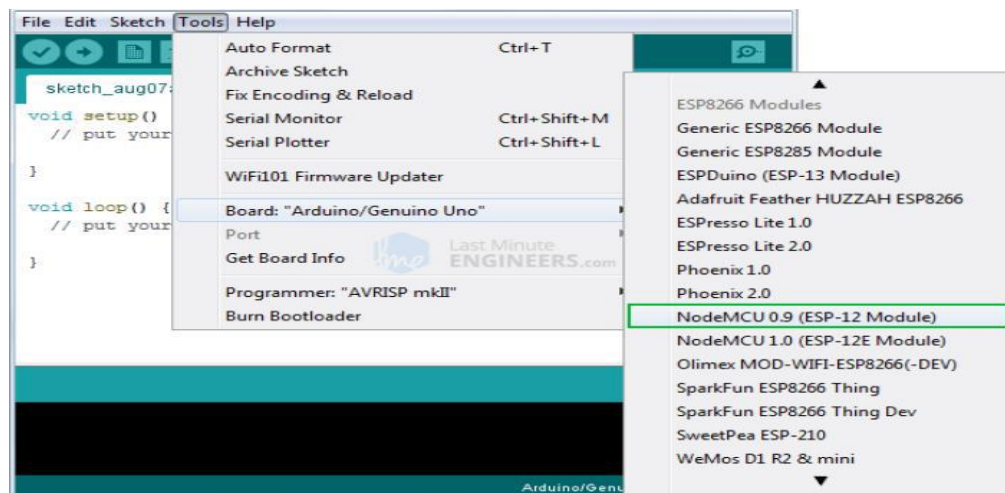 File Edit Sketch Tools Help
sketch_aug07
void setup()
// put your
}
void loop() {
// put your
}
Auto Format Ctrl+T
Archive Sketch
Fix Encoding & Reload
Serial Monitor Ctrl+Shift+M
Serial Plotter Ctrl+Shift+L
WiFi101 Firmware Updater
Board: "Arduino/Genuino Uno"
Port
Get Board Info
Programmer: "AVRISP mkII"
Burn Bootloader
me Last Minute
ENGINEERS.com
ESP8266 Modules
Generic ESP8266 Module
Generic ESP8285 Module
ESPDuino (ESP-13 Module)
Adafruit Feather HUZZAH ESP8266
ESPresso Lite 1.0
ESPresso Lite 2.0
Phoenix 1.0
Phoenix 2.0
NodeMCU 0.9 (ESP-12 Module)
NodeMCU 1.0 (ESP-12E Module)
Olimex MOD-WIFI-ESP8266(-DEV)
SparkFun ESP8266 Thing
SparkFun ESP8266 Thing Dev
SweetPea ESP-210
WeMos D1 R2 & mini
Arduino/Genu